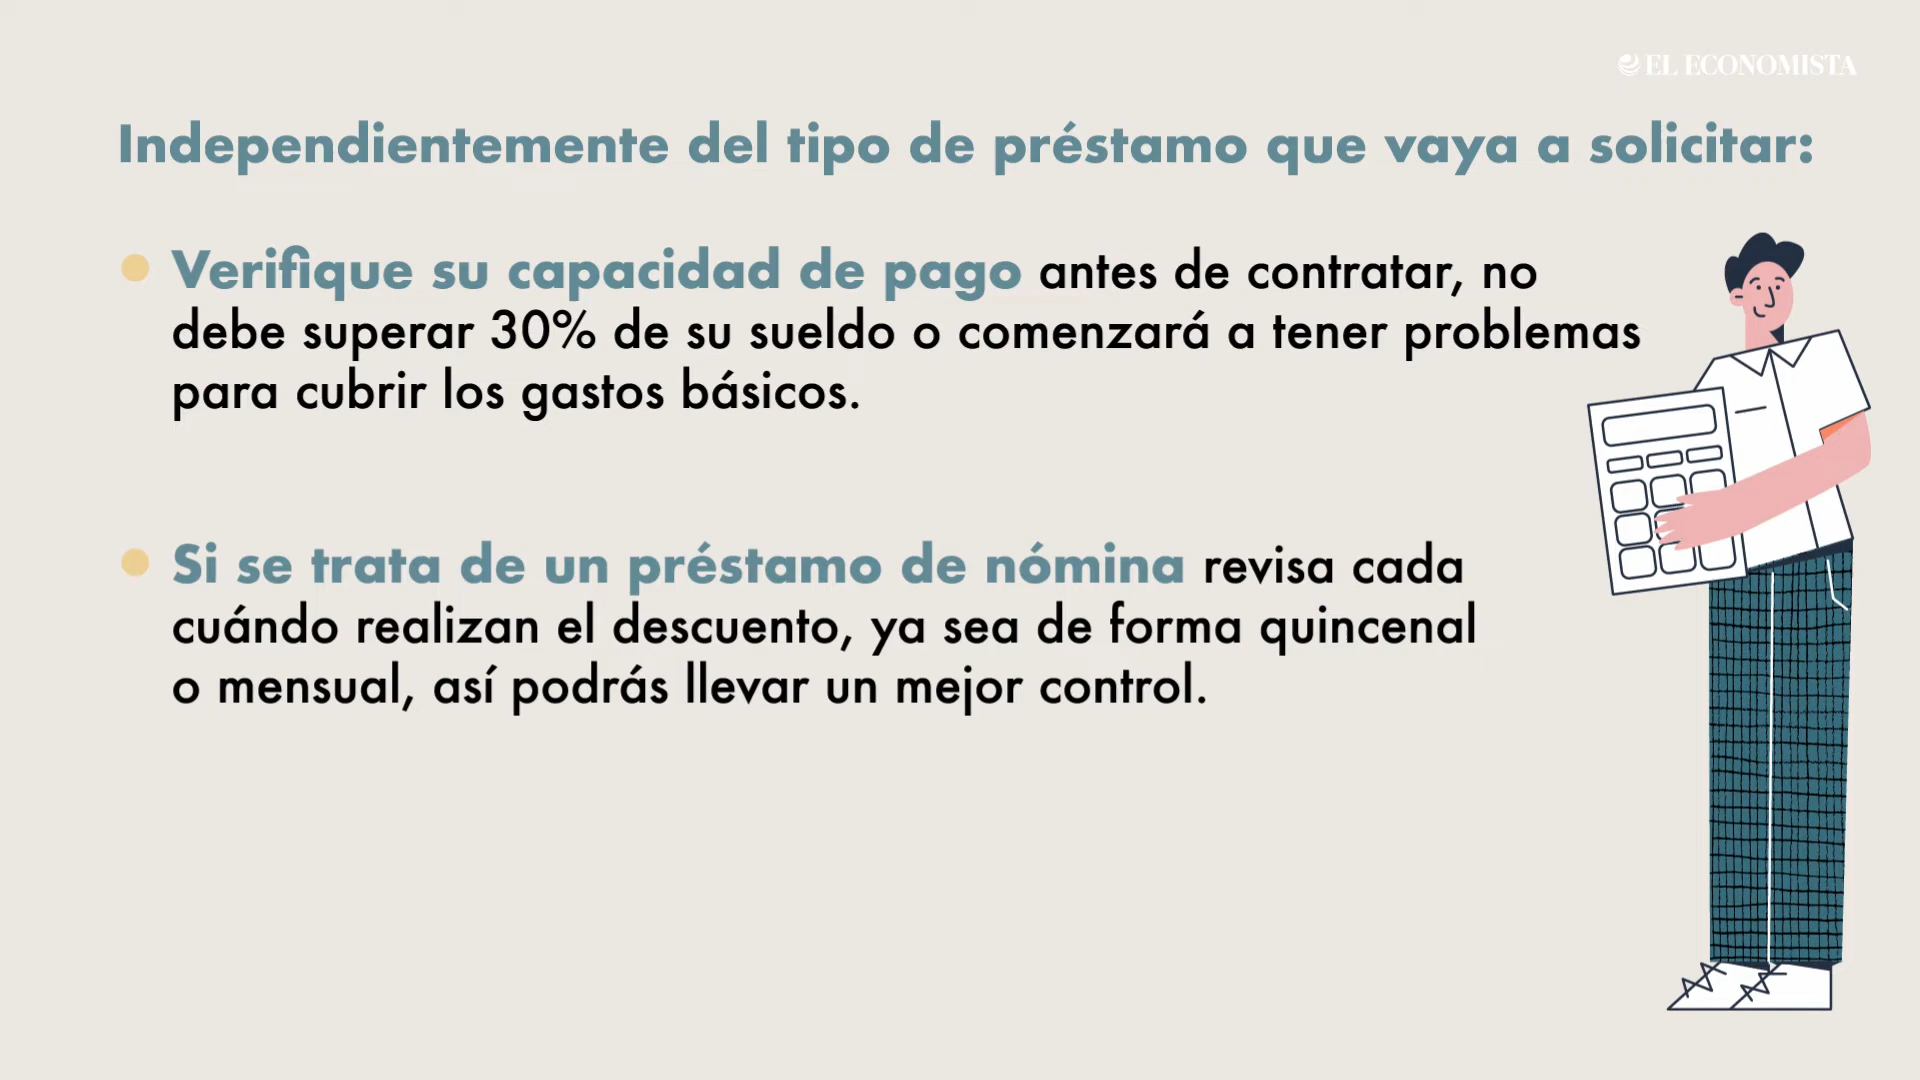 EL ECONOMISTA
Independientemente del tipo de préstamo que vaya a solicitar:
Verifique su capacidad de pago antes de contratar, no
debe superar 30% de su sueldo o comenzará a tener problemas
para cubrir los gastos básicos.
Si se trata de un préstamo de nómina revisa cada
cuándo realizan el descuento, ya sea de forma quincenal
o mensual, así podrás llevar un mejor control.